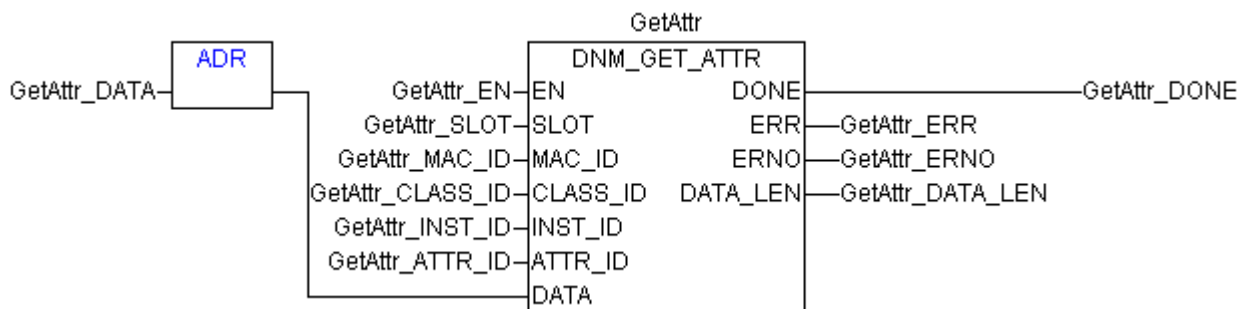 GetAttr
ADR
DNM_GET_ATTR
GetAttr_DATA
GetAttr_EN EN DONE GetAttr_DONE
GetAttr_SLOT SLOT ERR GetAttr_ERR
GetAttr_MAC_ID MAC_ID ERNO GetAttr_ERNO
GetAttr_CLASS_ID CLASS_ID DATA_LEN GetAttr_DATA_LEN
GetAttr_INST_ID INST_ID
GetAttr_ATTR_ID ATTR_ID
DATA